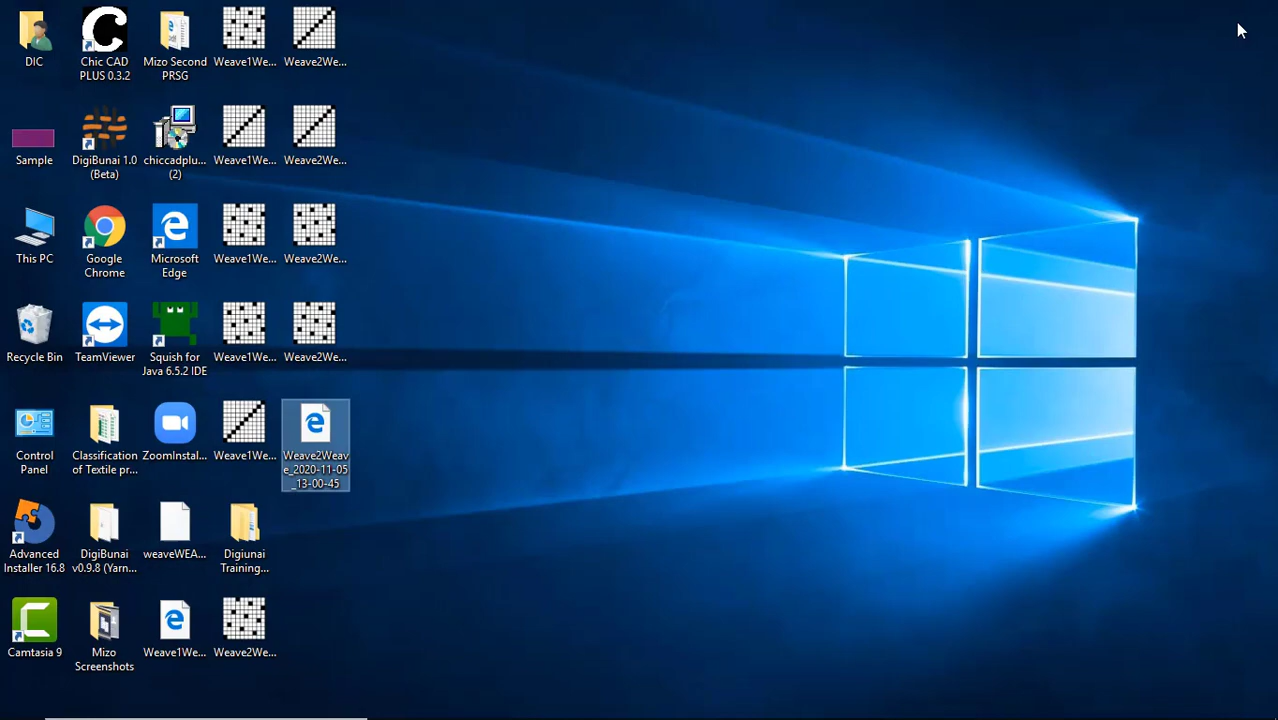 DIC
Chic CAD
PLUS 0.3.2
Mizo Second
PRSG
Weave1We...
Weave2We...
Sample
DigiBunai 1.0
(Beta)
chiccadplu...
(2)
Weave1We...
Weave2We...
This PC
Google
Chrome
Microsoft
Edge
Weave1We...
Weave2We...
Recycle Bin
TeamViewer
Squish for
Java 6.5.2 IDE
Weave1We...
Weave2We...
Control
Panel
Classification
of Textile pr...
ZoomInstal...
Weave1We...
Weave2Weav
e_2020-11-05
_13-00-45
Advanced
Installer 16.8
DigiBunai
v0.9.8 (Yarn...
weaveWEA...
Digiunai
Training...
Camtasia 9
Mizo
Screenshots
Weave1We...
Weave2We...